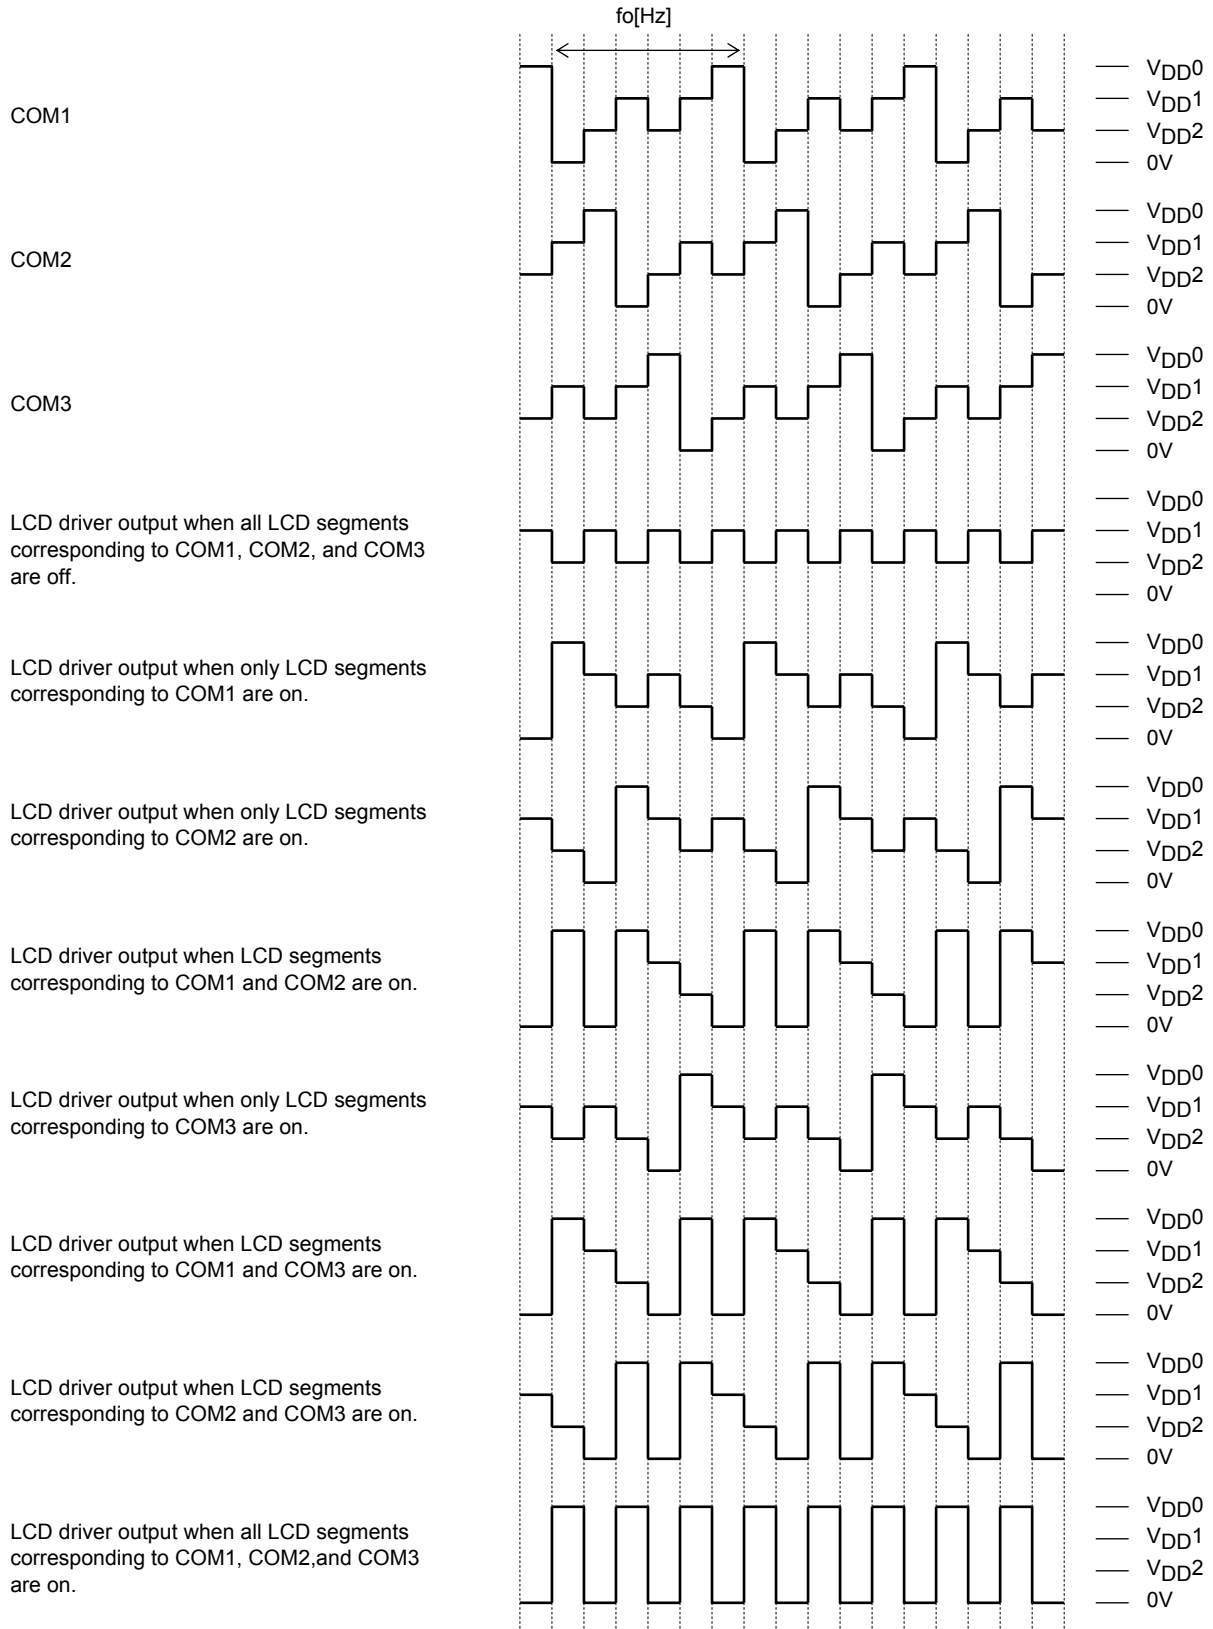 fo[Hz]
COM1
VDD0
VDD1
VDD2
0V
COM2
VDD0
VDD1
VDD2
0V
COM3
VDD0
VDD1
VDD2
0V
LCD driver output when all LCD segments
corresponding to COM1, COM2, and COM3
are off.
VDD0
VDD1
VDD2
0V
LCD driver output when only LCD segments
corresponding to COM1 are on.
VDD0
VDD1
VDD2
0V
LCD driver output when only LCD segments
corresponding to COM2 are on.
VDD0
VDD1
VDD2
0V
LCD driver output when LCD segments
corresponding to COM1 and COM2 are on.
VDD0
VDD1
VDD2
0V
LCD driver output when only LCD segments
corresponding to COM3 are on.
VDD0
VDD1
VDD2
0V
LCD driver output when LCD segments
corresponding to COM1 and COM3 are on.
VDD0
VDD1
VDD2
0V
LCD driver output when LCD segments
corresponding to COM2 and COM3 are on.
VDD0
VDD1
VDD2
0V
LCD driver output when all LCD segments
corresponding to COM1, COM2,and COM3
are on.
VDD0
VDD1
VDD2
0V